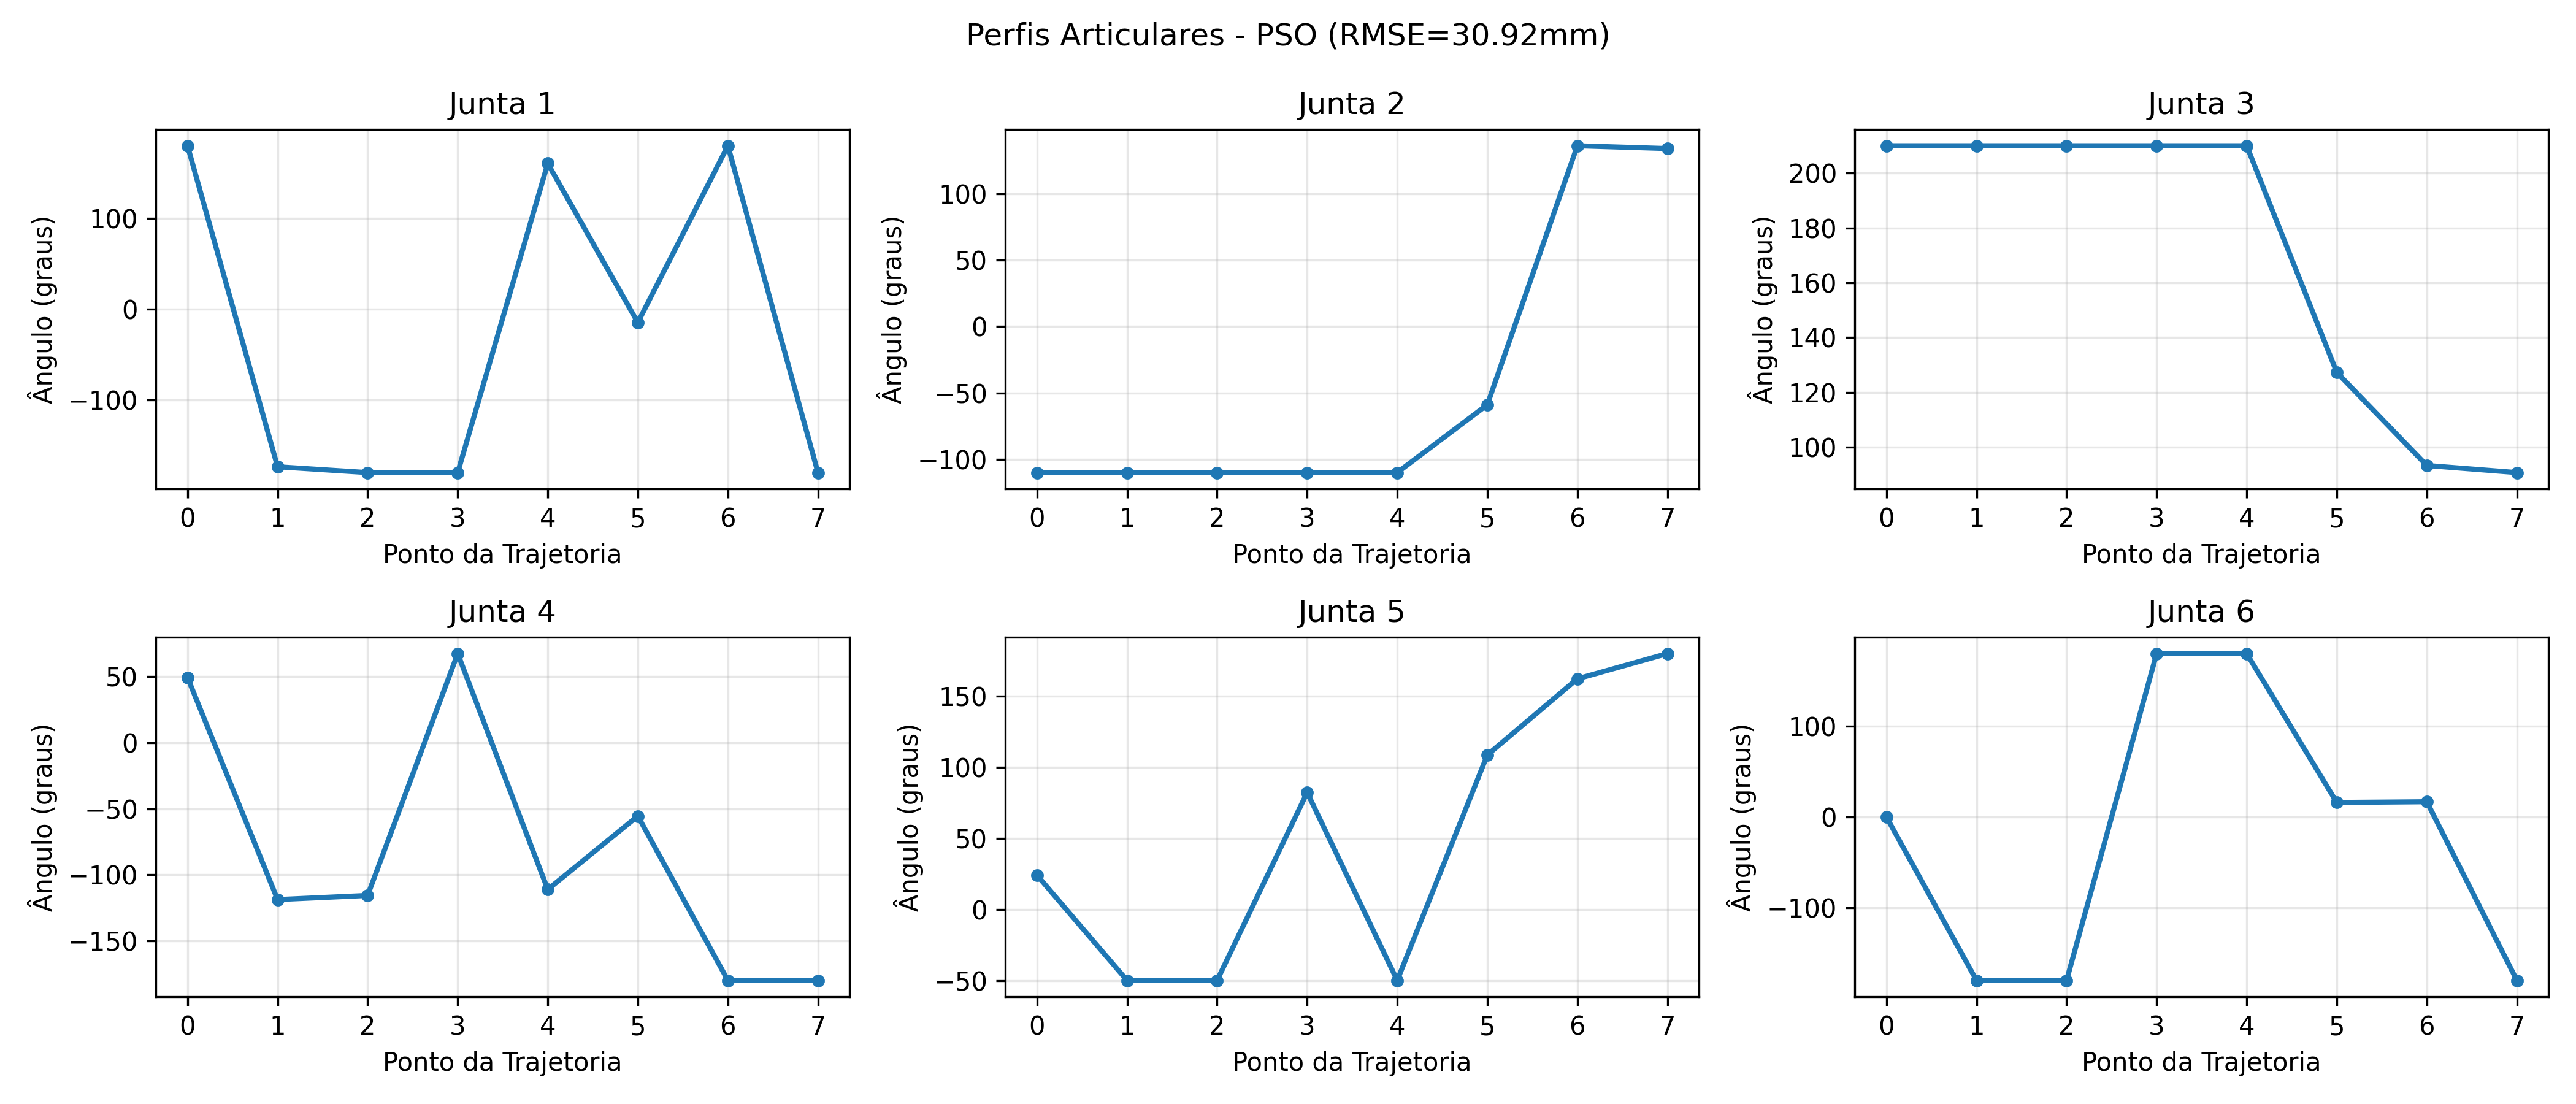 Perfis Articulares - PSO (RMSE=30.92mm)
Junta 1
Ângulo (graus)
100
0
−100
0 1 2 3 4 5 6 7
Ponto da Trajetoria
Junta 2
Ângulo (graus)
100
50
0
−50
−100
0 1 2 3 4 5 6 7
Ponto da Trajetoria
Junta 3
Ângulo (graus)
200
180
160
140
120
100
0 1 2 3 4 5 6 7
Ponto da Trajetoria
Junta 4
Ângulo (graus)
50
0
−50
−100
−150
0 1 2 3 4 5 6 7
Ponto da Trajetoria
Junta 5
Ângulo (graus)
150
100
50
0
−50
0 1 2 3 4 5 6 7
Ponto da Trajetoria
Junta 6
Ângulo (graus)
100
0
−100
0 1 2 3 4 5 6 7
Ponto da Trajetoria